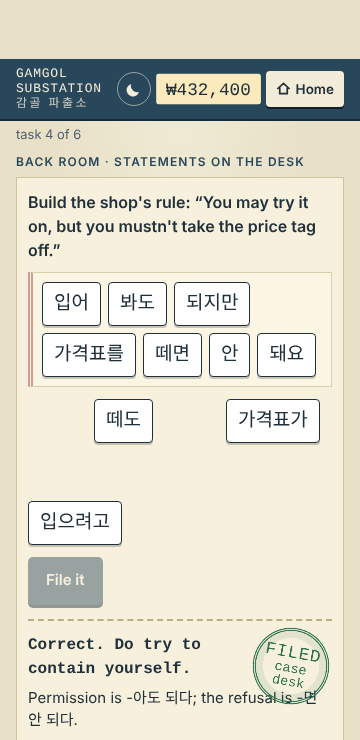 GAMGOL
SUBSTATION
감골 파출소
₩432,400
Home
task 4 of 6
BACK ROOM · STATEMENTS ON THE DESK
Build the shop's rule: “You may try it
on, but you mustn't take the price tag
off.”
입어 봐도 되지만
가격표를 떼면 안 돼요
떼도 가격표가
입으려고
File it
Correct. Do try to
contain yourself.
FILED
case
desk
Permission is -아도 되다; the refusal is -면
안 되다.